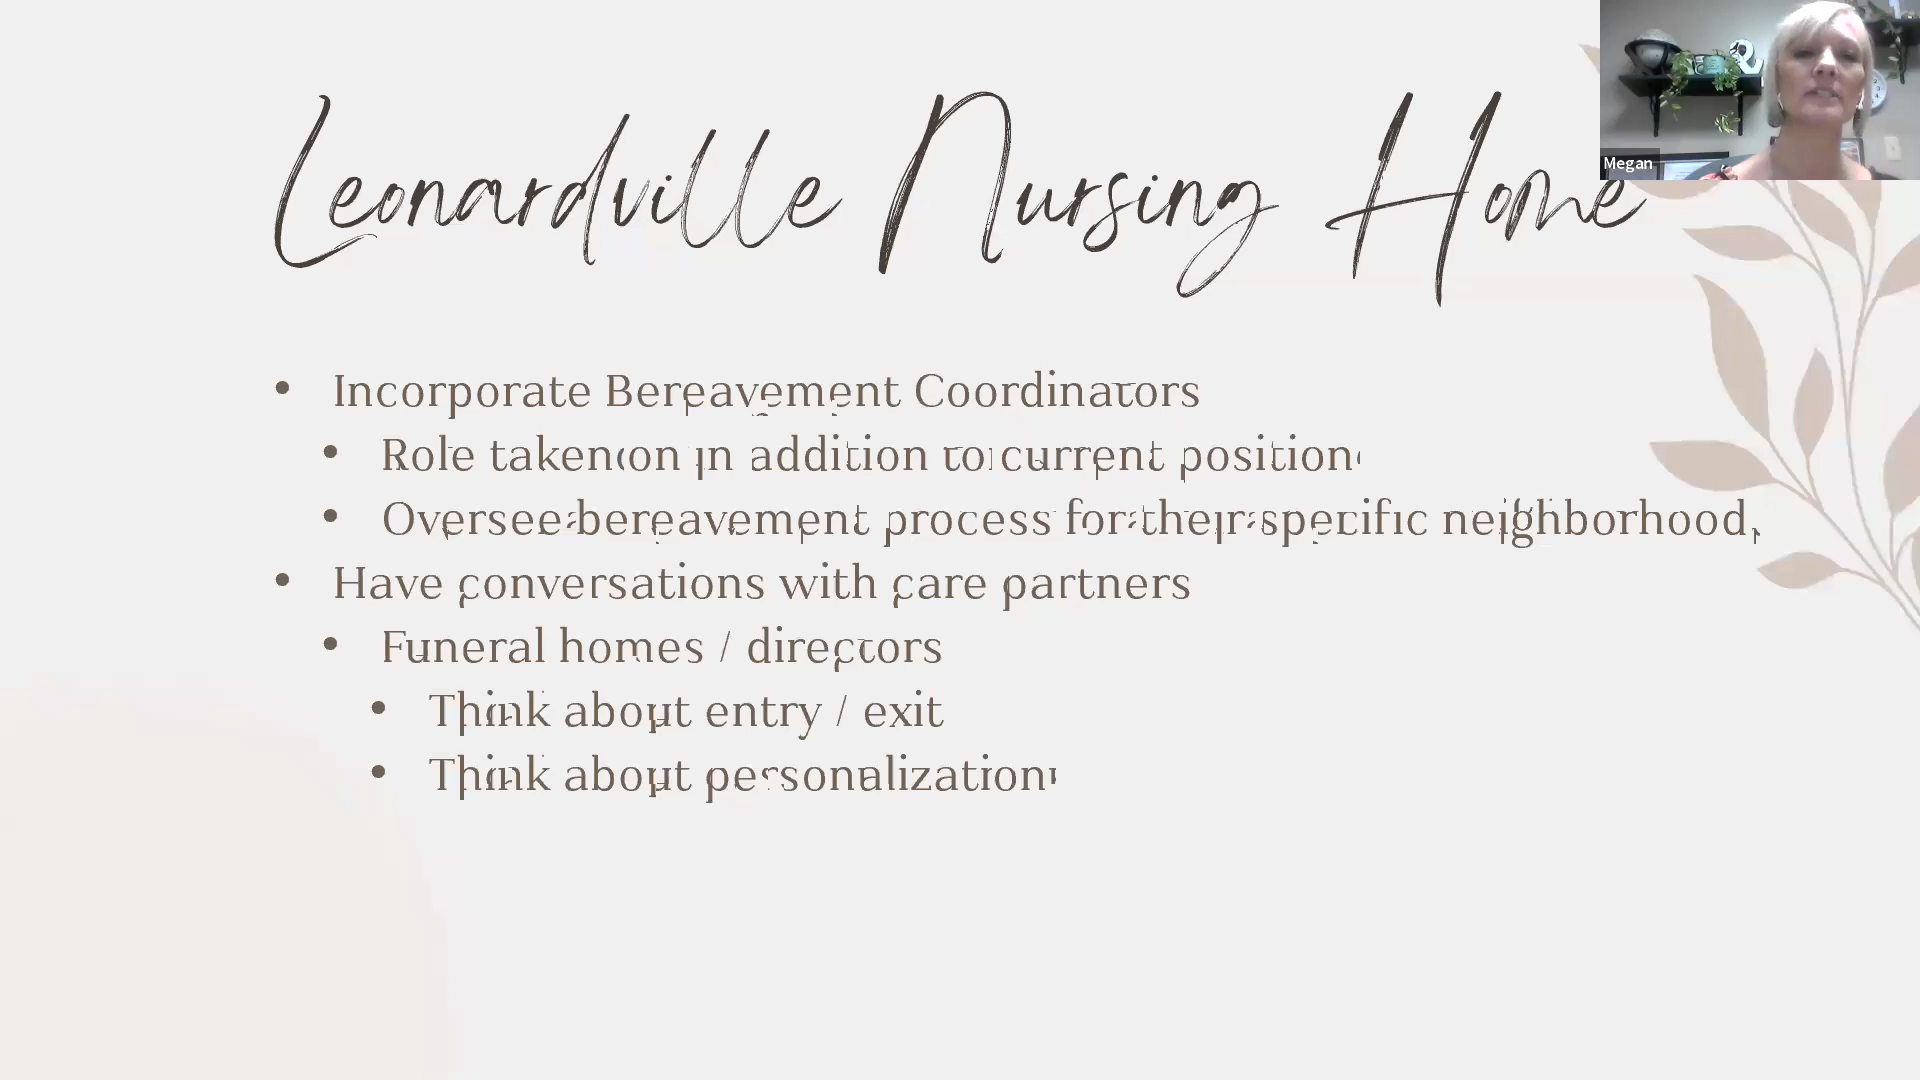 Leonardville Nursing Home
Megan
• Incorporate Bereavement Coordinators
• Role taken on in addition to current position
• Oversee bereavement process for their specific neighborhood
• Have conversations with care partners
• Funeral homes / directors
• Think about entry / exit
• Think about personalization